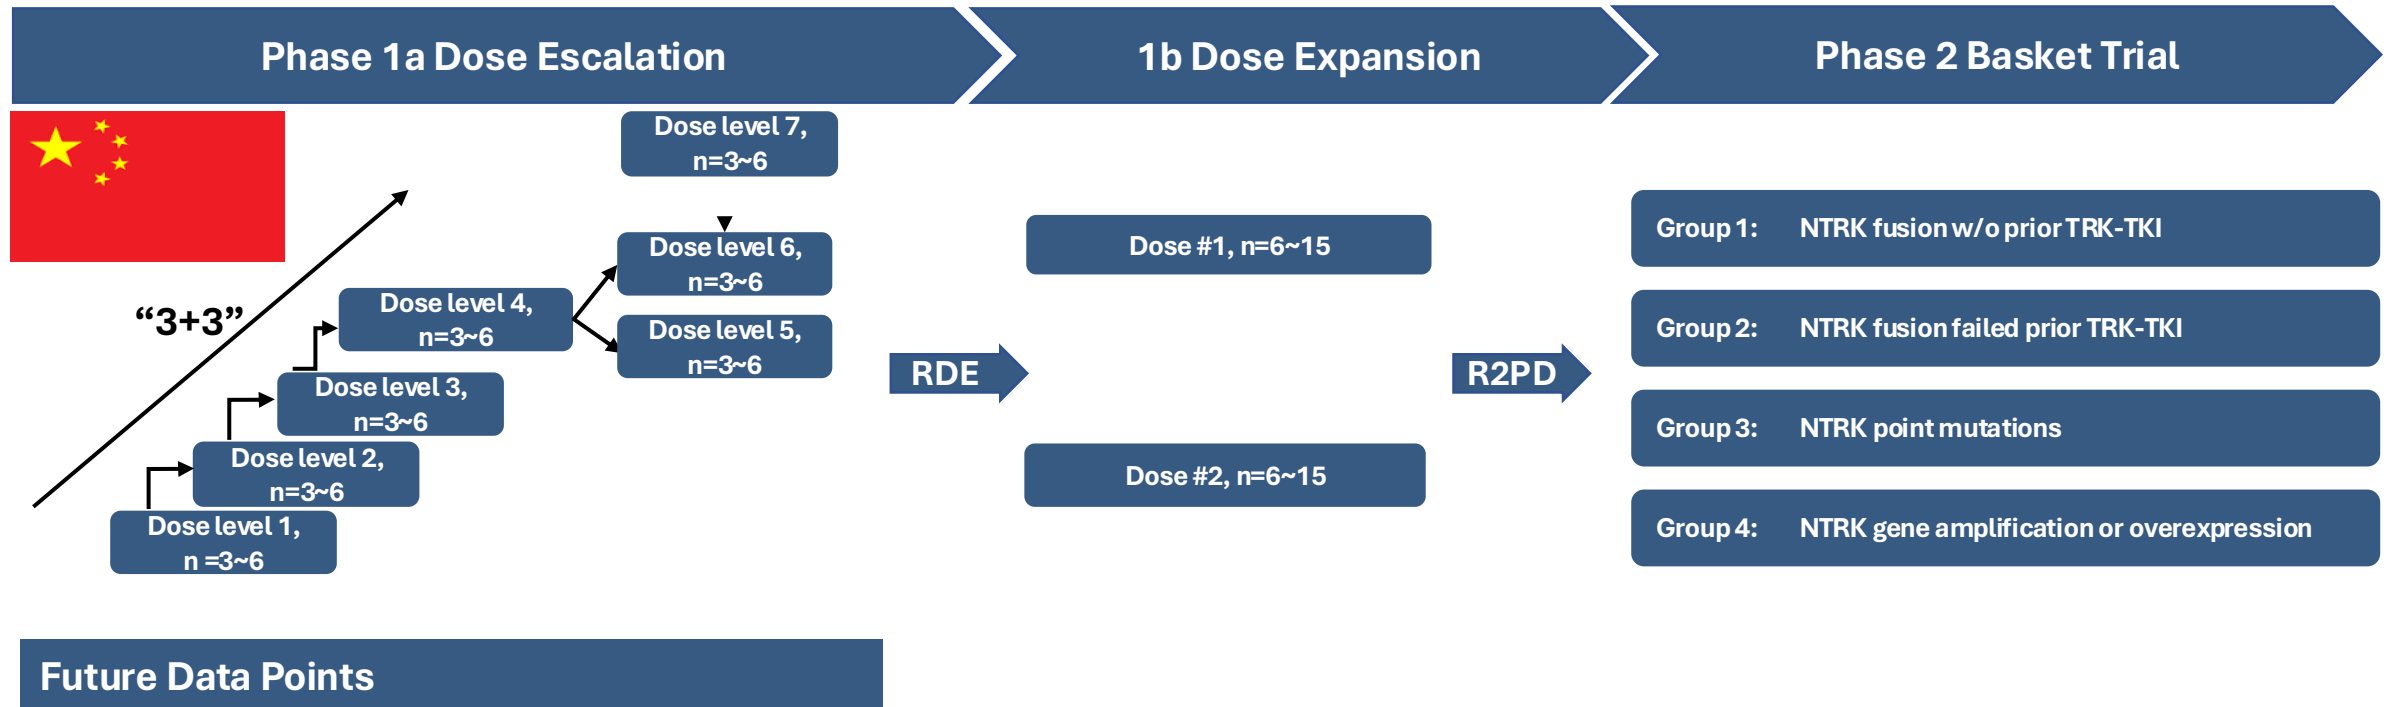 Phase 1a Dose Escalation
1b Dose Expansion
Phase 2 Basket Trial
Dose level 7,
n=3~6
Dose level 6,
n=3~6
"3+3"
Dose level 4,
n=3~6
Dose level 5,
n=3~6
Dose level 3,
n=3~6
Dose level 2,
n=3~6
Dose level 1,
n =3~6
RDE
Dose #1, n=6~15
Dose #2, n=6~15
R2PD
Group 1: NTRK fusion w/o prior TRK-TKI
Group 2: NTRK fusion failed prior TRK-TKI
Group 3: NTRK point mutations
Group 4: NTRK gene amplification or overexpression
Future Data Points